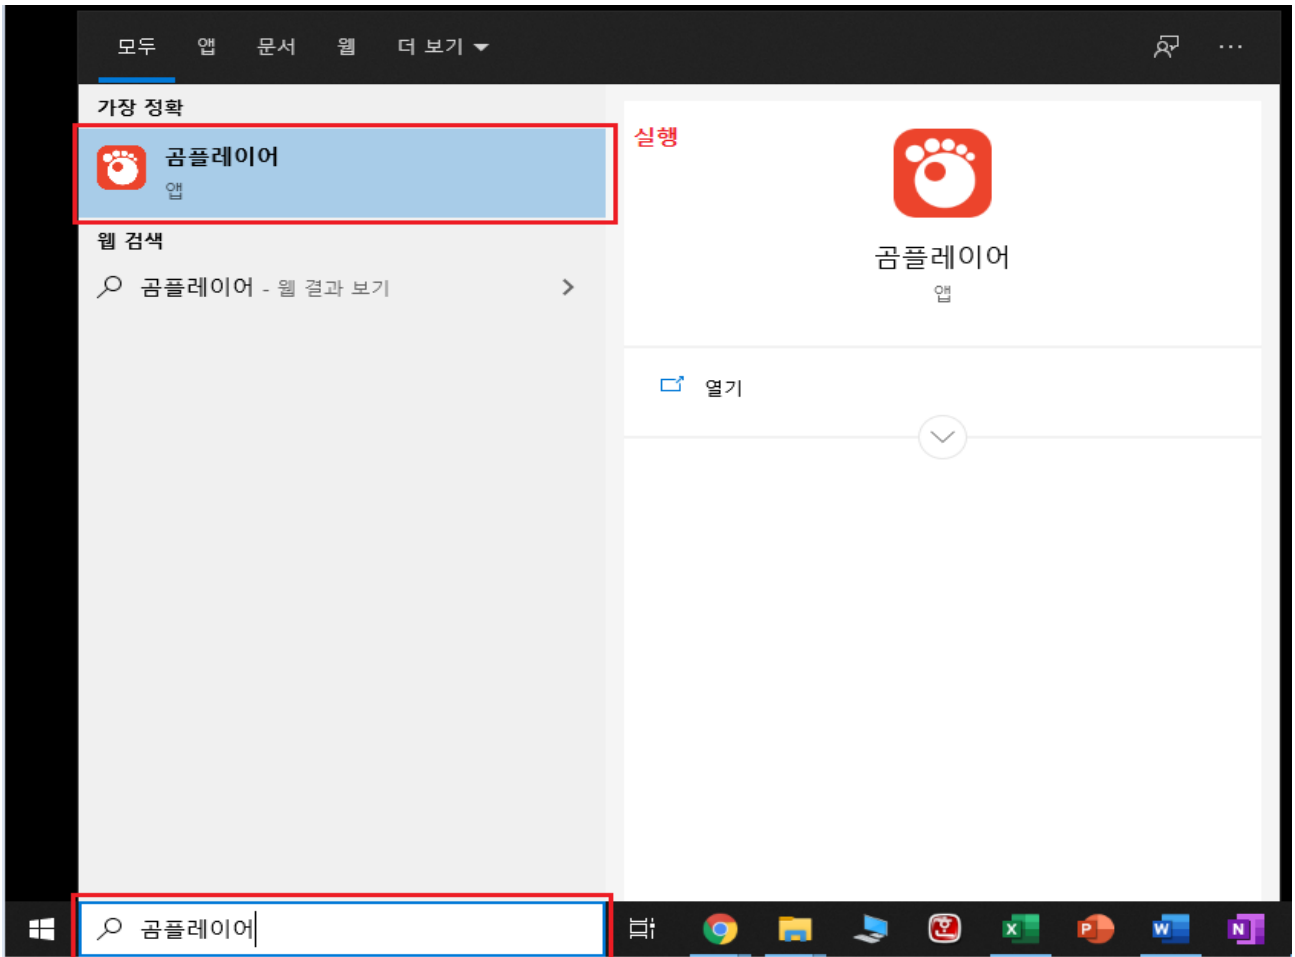 모두 앱 문서 웹 더 보기
가장 정확
곰플레이어
앱
웹 검색
곰플레이어 - 웹 결과 보기
실행
곰플레이어
앱
열기
곰플레이어
X
P
W
N